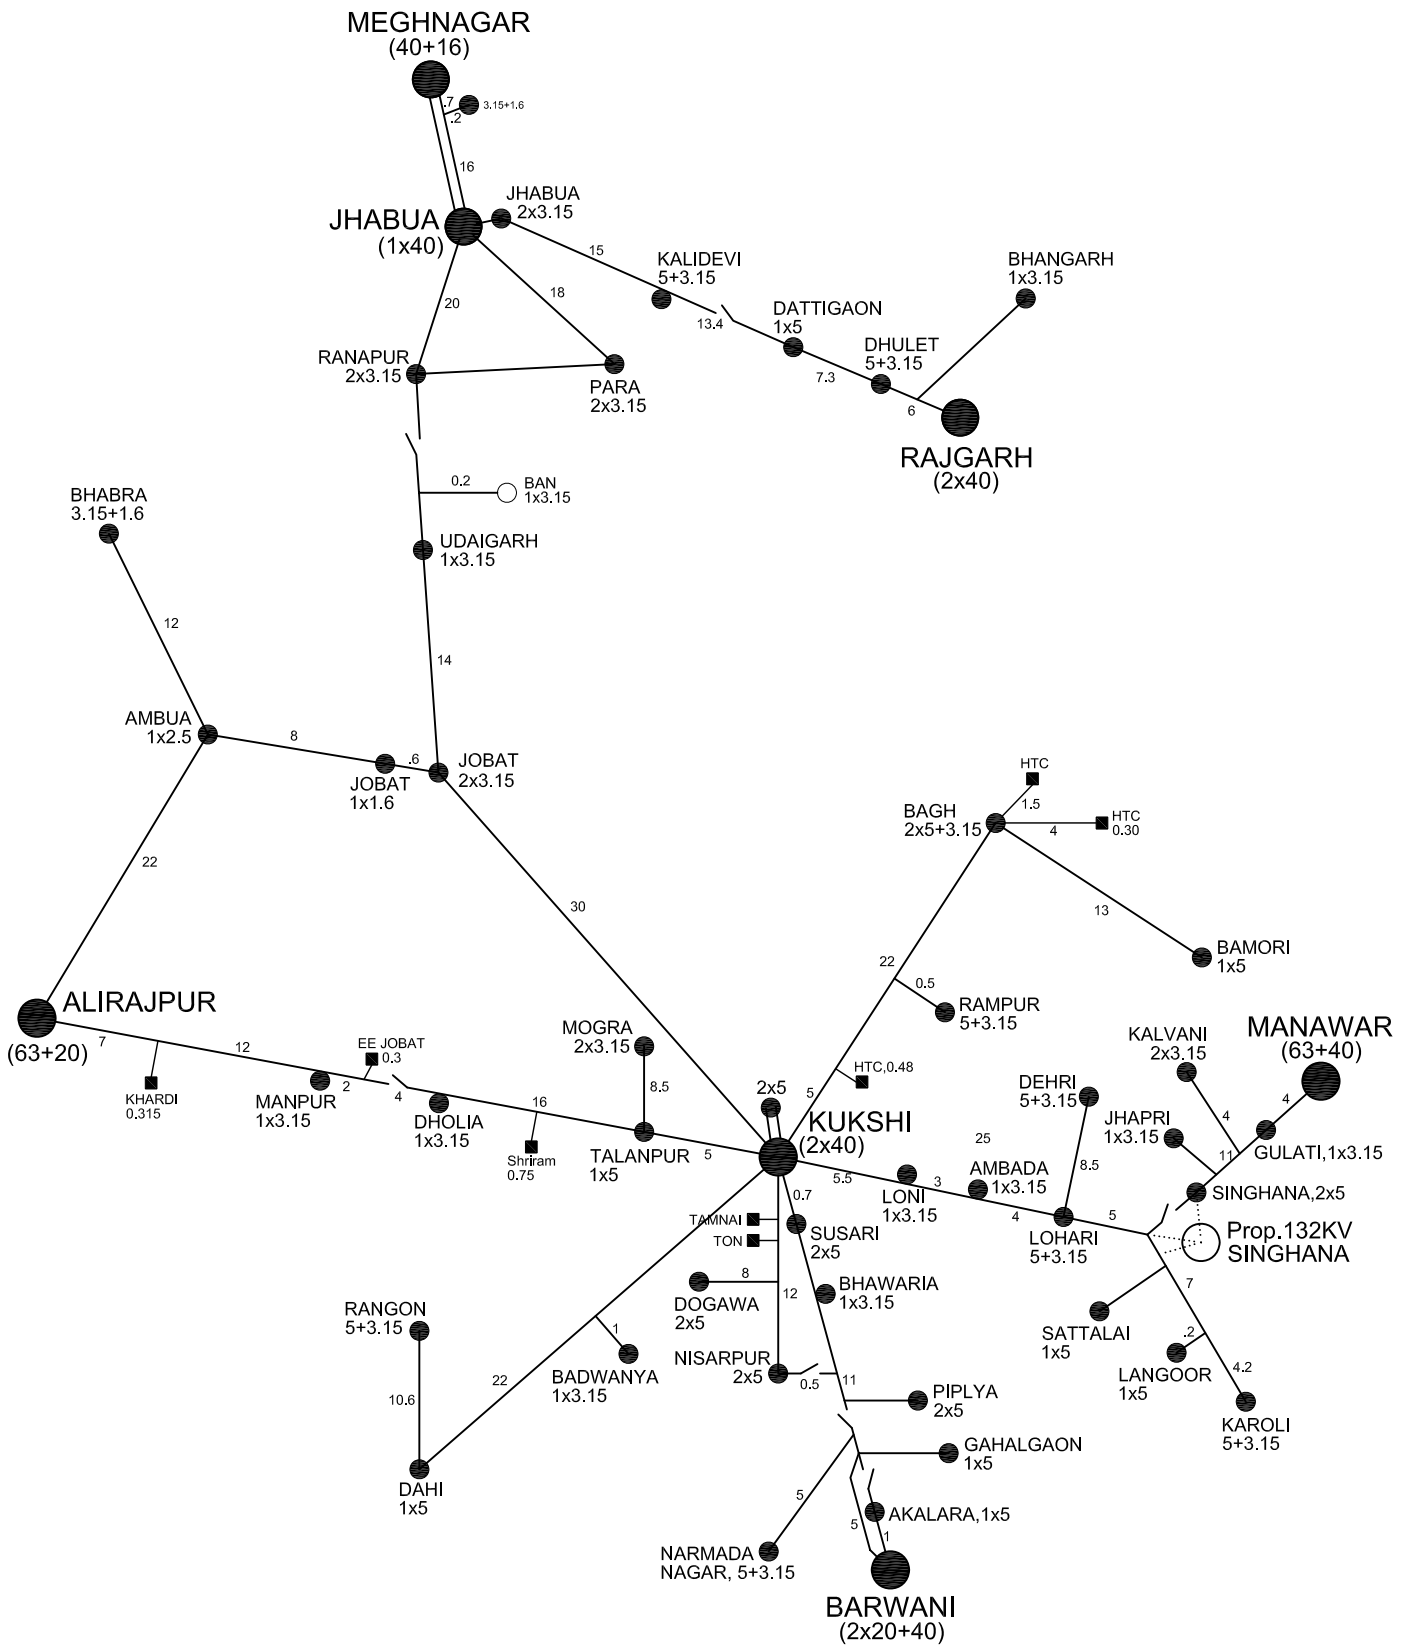 MEGHNAGAR
(40+16)
.7
3.15+1.6
.2
16
JHABUA
2x3.15
JHABUA
(1x40)
15
KALIDEVI
5+3.15
BHANGARH
1x3.15
18
20
13.4
DATTIGAON
1x5
DHULET
5+3.15
RANAPUR
2x3.15
7.3
PARA
2x3.15
6
RAJGARH
(2x40)
0.2
BAN
1x3.15
BHABRA
3.15+1.6
UDAIGARH
1x3.15
12
14
AMBUA
1x2.5
8
.6
JOBAT
2x3.15
JOBAT
1x1.6
HTC
1.5
BAGH
2x5+3.15
HTC
0.30
4
22
30
13
BAMORI
1x5
22
0.5
RAMPUR
5+3.15
ALIRAJPUR
(63+20)
7
12
EE JOBAT
0.3
MOGRA
2x3.15
KALVANI
2x3.15
MANAWAR
(63+40)
HTC,0.48
KHARDI
0.315
MANPUR
1x3.15
2
4
DHOLIA
1x3.15
16
8.5
2x5
5
DEHRI
5+3.15
4
KUKSHI
(2x40)
JHAPRI
1x3.15
11
GULATI,1x3.15
25
Shriram
0.75
TALANPUR
1x5
5
5.5
LONI
1x3.15
3
AMBADA
1x3.15
8.5
SINGHANA,2x5
0.7
TAMNAI
TON
SUSARI
2x5
4
LOHARI
5+3.15
5
Prop.132KV
SINGHANA
8
DOGAWA
2x5
12
BHAWARIA
1x3.15
7
RANGON
5+3.15
1
SATTALAI
1x5
.2
LANGOOR
1x5
22
BADWANYA
1x3.15
NISARPUR
2x5
0.5
11
4.2
10.6
PIPLYA
2x5
KAROLI
5+3.15
GAHALGAON
1x5
DAHI
1x5
5
AKALARA,1x5
5
1
NARMADA
NAGAR, 5+3.15
BARWANI
(2x20+40)